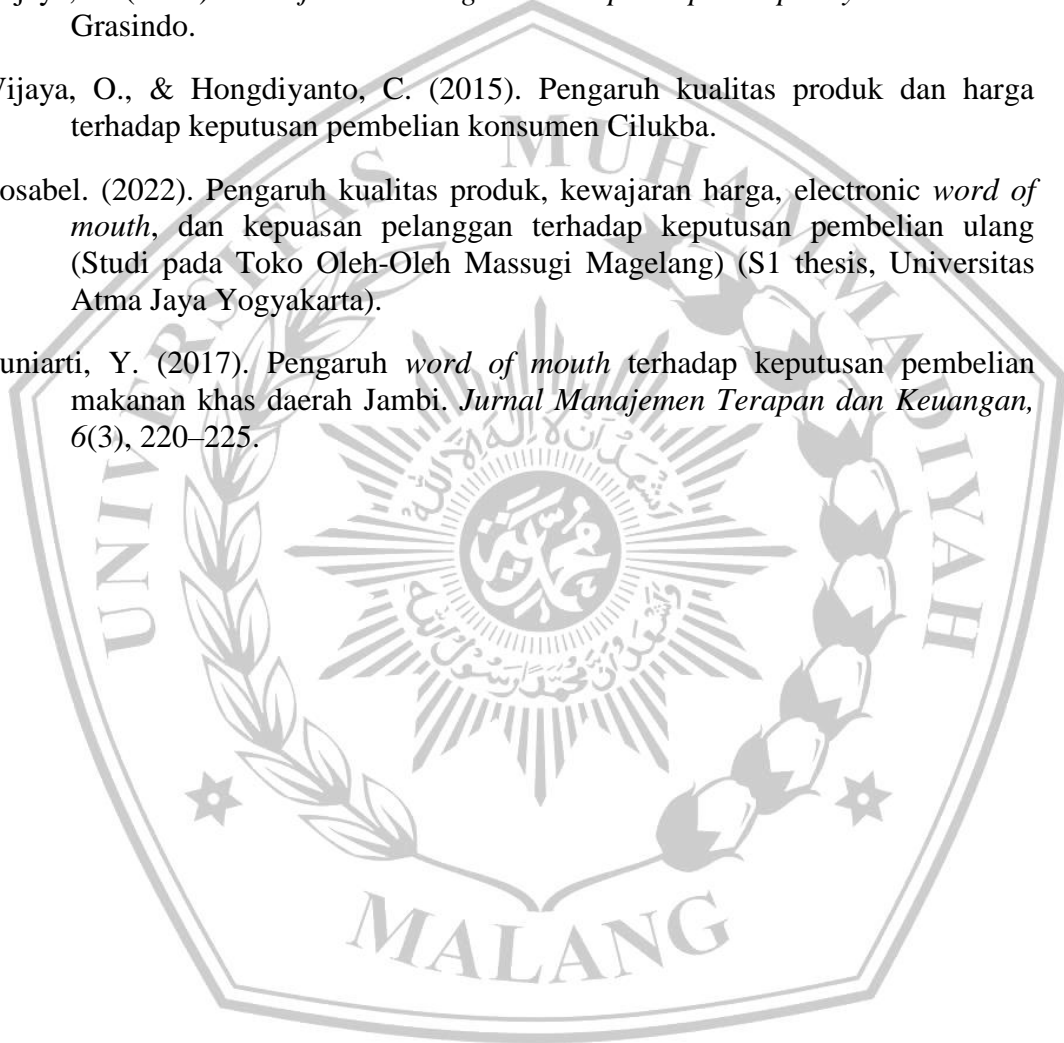 Grasindo.
Wijaya, O., & Hongdiyanto, C. (2015). Pengaruh kualitas produk dan harga
terhadap keputusan pembelian konsumen Cilukba.
osabel. (2022). Pengaruh kualitas produk, kewajaran harga, electronic word of
mouth, dan kepuasan pelanggan terhadap keputusan pembelian ulang
(Studi pada Toko Oleh-Oleh Massugi Magelang) (S1 thesis, Universitas
Atma Jaya Yogyakarta).
uniarti, Y. (2017). Pengaruh word of mouth terhadap keputusan pembelian
makanan khas daerah Jambi. Jurnal Manajemen Terapan dan Keuangan,
6(3), 220–225.
UNIVERSITAS MUHAMMADIYAH
MALANG